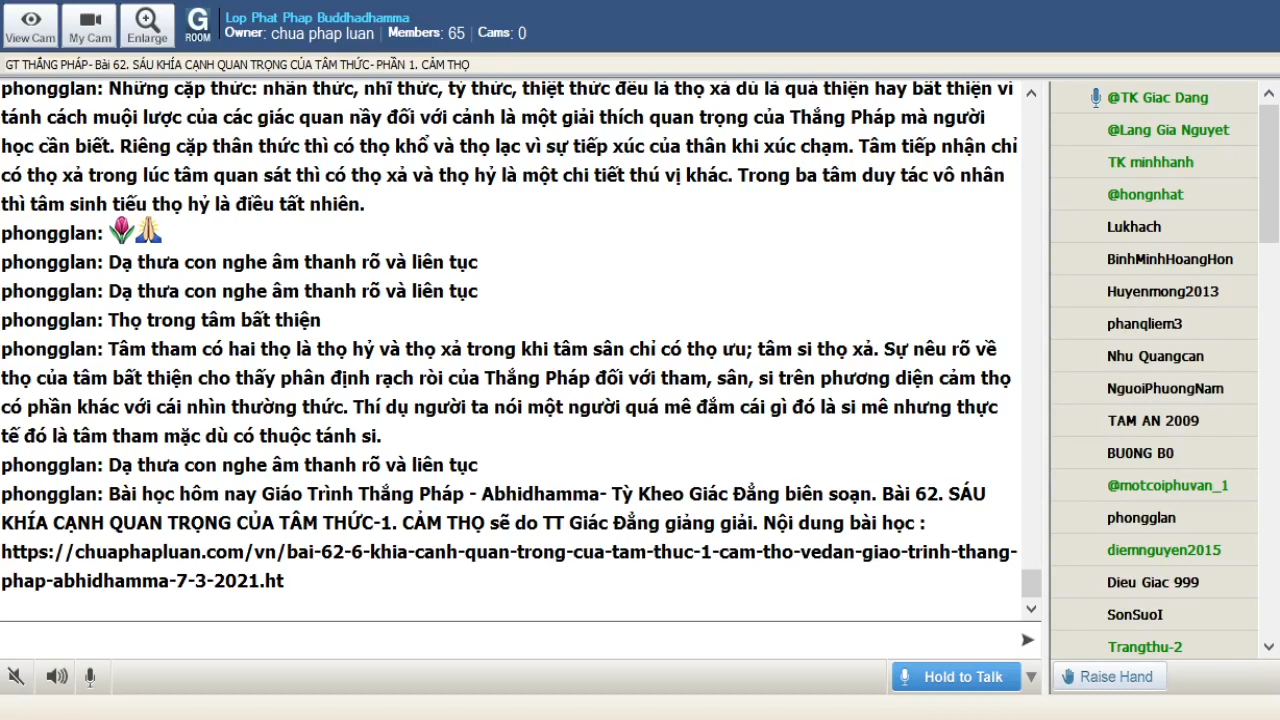 View Cam
My Cam
Enlarge
G
ROOM
Lop Phat Phap Buddhadhamma
Owner: chua phap luan | Members: 65 | Cams: 0
GT THẮNG PHÁP- Bài 62. SÁU KHÍA CẠNH QUAN TRỌNG CỦA TÂM THỨC- PHẦN 1. CẢM THỌ
phongglan: Những cặp thức: nhãn thức, nhĩ thức, tỷ thức, thiệt thức đều là thọ xả dù là quả thiện hay bất thiện vì
tánh cách muội lược của các giác quan nầy đối với cảnh là một giải thích quan trọng của Thắng Pháp mà người
học cần biết. Riêng cặp thân thức thì có thọ khổ và thọ lạc vì sự tiếp xúc của thân khi xúc chạm. Tâm tiếp nhận chỉ
có thọ xả trong lúc tâm quan sát thì có thọ xả và thọ hỷ là một chi tiết thú vị khác. Trong ba tâm duy tác vô nhân
thì tâm sinh tiếu thọ hỷ là điều tất nhiên.
phongglan:
phongglan: Dạ thưa con nghe âm thanh rõ và liên tục
phongglan: Dạ thưa con nghe âm thanh rõ và liên tục
phongglan: Thọ trong tâm bất thiện
phongglan: Tâm tham có hai thọ là thọ hỷ và thọ xả trong khi tâm sân chỉ có thọ ưu; tâm si thọ xả. Sự nêu rõ về
thọ của tâm bất thiện cho thấy phân định rạch ròi của Thắng Pháp đối với tham, sân, si trên phương diện cảm thọ
có phần khác với cái nhìn thường thức. Thí dụ người ta nói một người quá mê đắm cái gì đó là si mê nhưng thực
tế đó là tâm tham mặc dù có thuộc tánh si.
phongglan: Dạ thưa con nghe âm thanh rõ và liên tục
phongglan: Bài học hôm nay Giáo Trình Thắng Pháp - Abhidhamma- Tỳ Kheo Giác Đẳng biên soạn. Bài 62. SÁU
KHÍA CẠNH QUAN TRỌNG CỦA TÂM THỨC-1. CẢM THỌ sẽ do TT Giác Đẳng giảng giải. Nội dung bài học :
https://chuaphapluan.com/vn/bai-62-6-khia-canh-quan-trong-cua-tam-thuc-1-cam-tho-vedan-giao-trinh-thang-
phap-abhidhamma-7-3-2021.ht
@TK Giac Dang
@Lang Gia Nguyet
TK minhhanh
@hongnhat
Lukhach
BinhMinhHoangHon
Huyenmong2013
phanqliem3
Nhu Quangcan
NguoiPhuongNam
TAM AN 2009
BU0NG B0
@motcoiphuvan_1
phongglan
diemnguyen2015
Dieu Giac 999
SonSuoI
Trangthu-2
Hold to Talk
Raise Hand